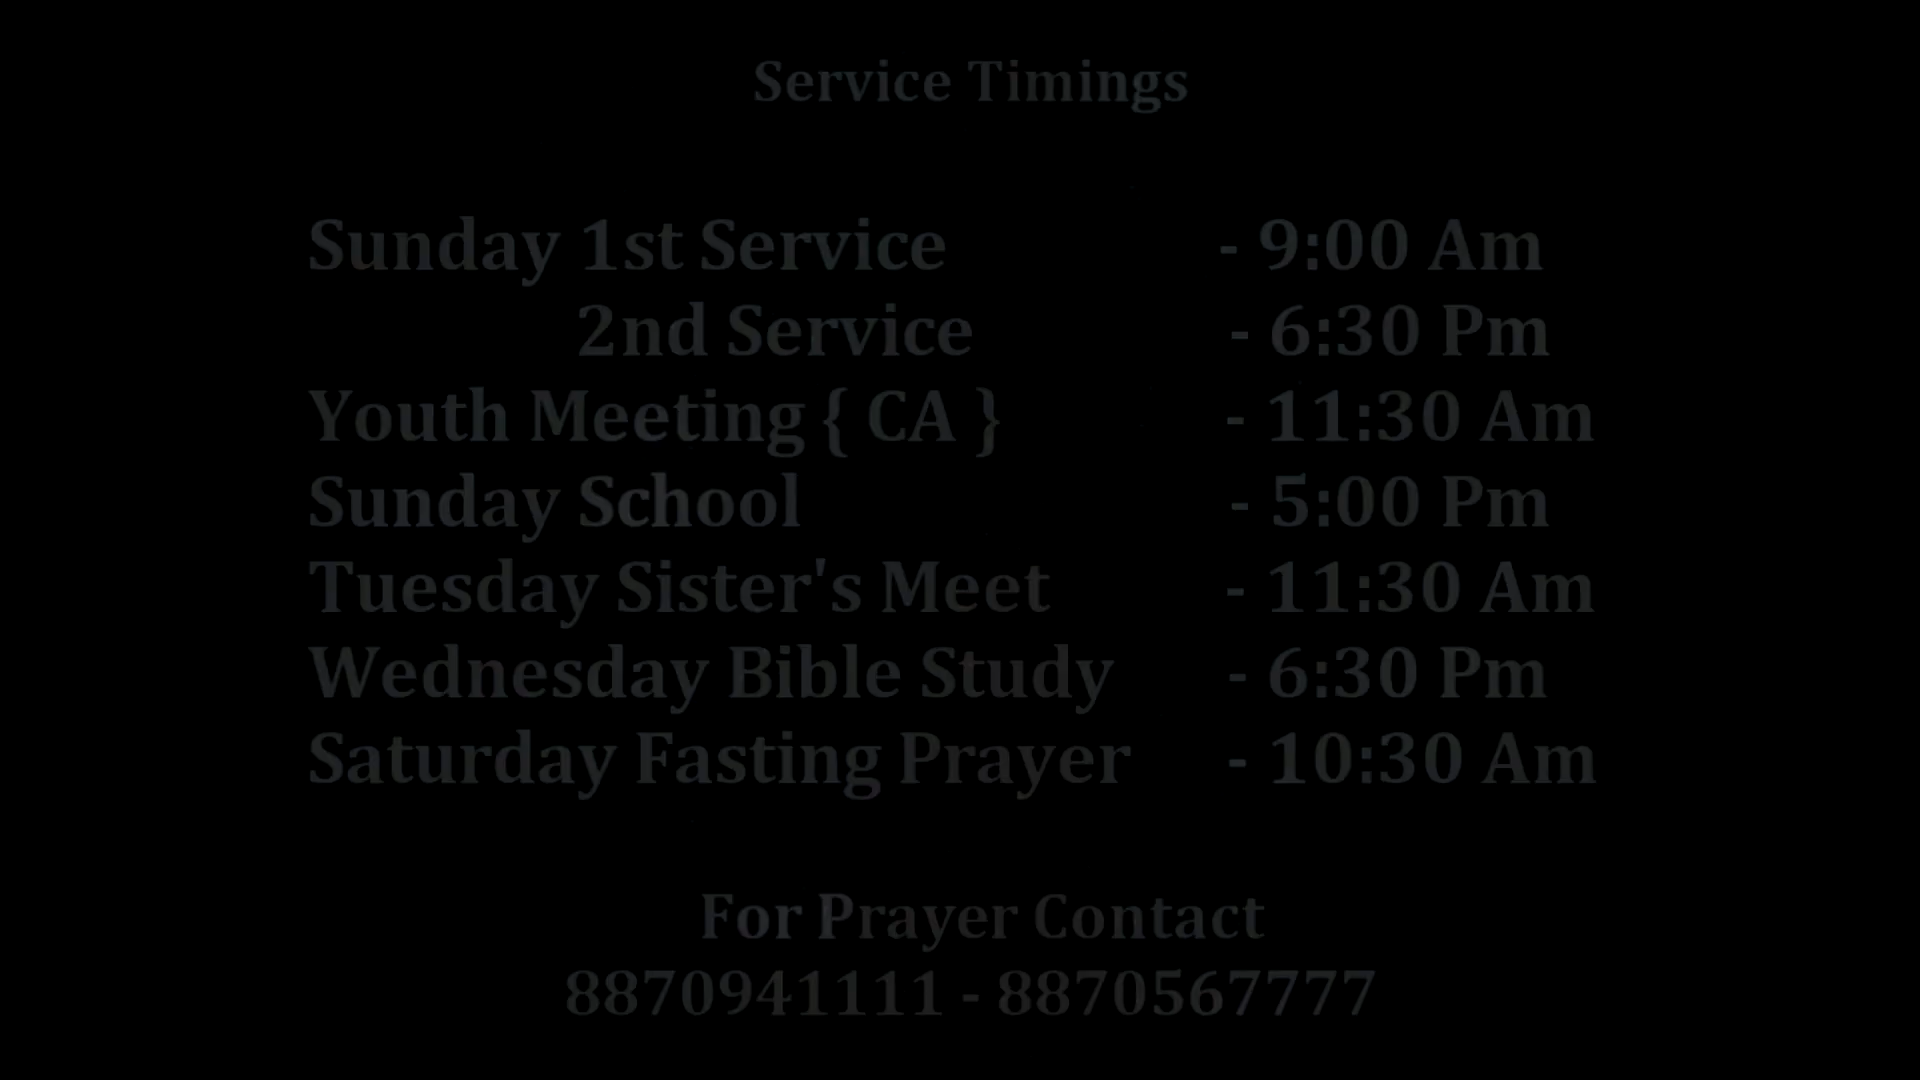 Service Timings
Sunday 1st Service - 9:00 Am
2nd Service - 6:30 Pm
Youth Meeting { CA } - 11:30 Am
Sunday School - 5:00 Pm
Tuesday Sister's Meet - 11:30 Am
Wednesday Bible Study - 6:30 Pm
Saturday Fasting Prayer - 10:30 Am
For Prayer Contact
8870941111 - 8870567777